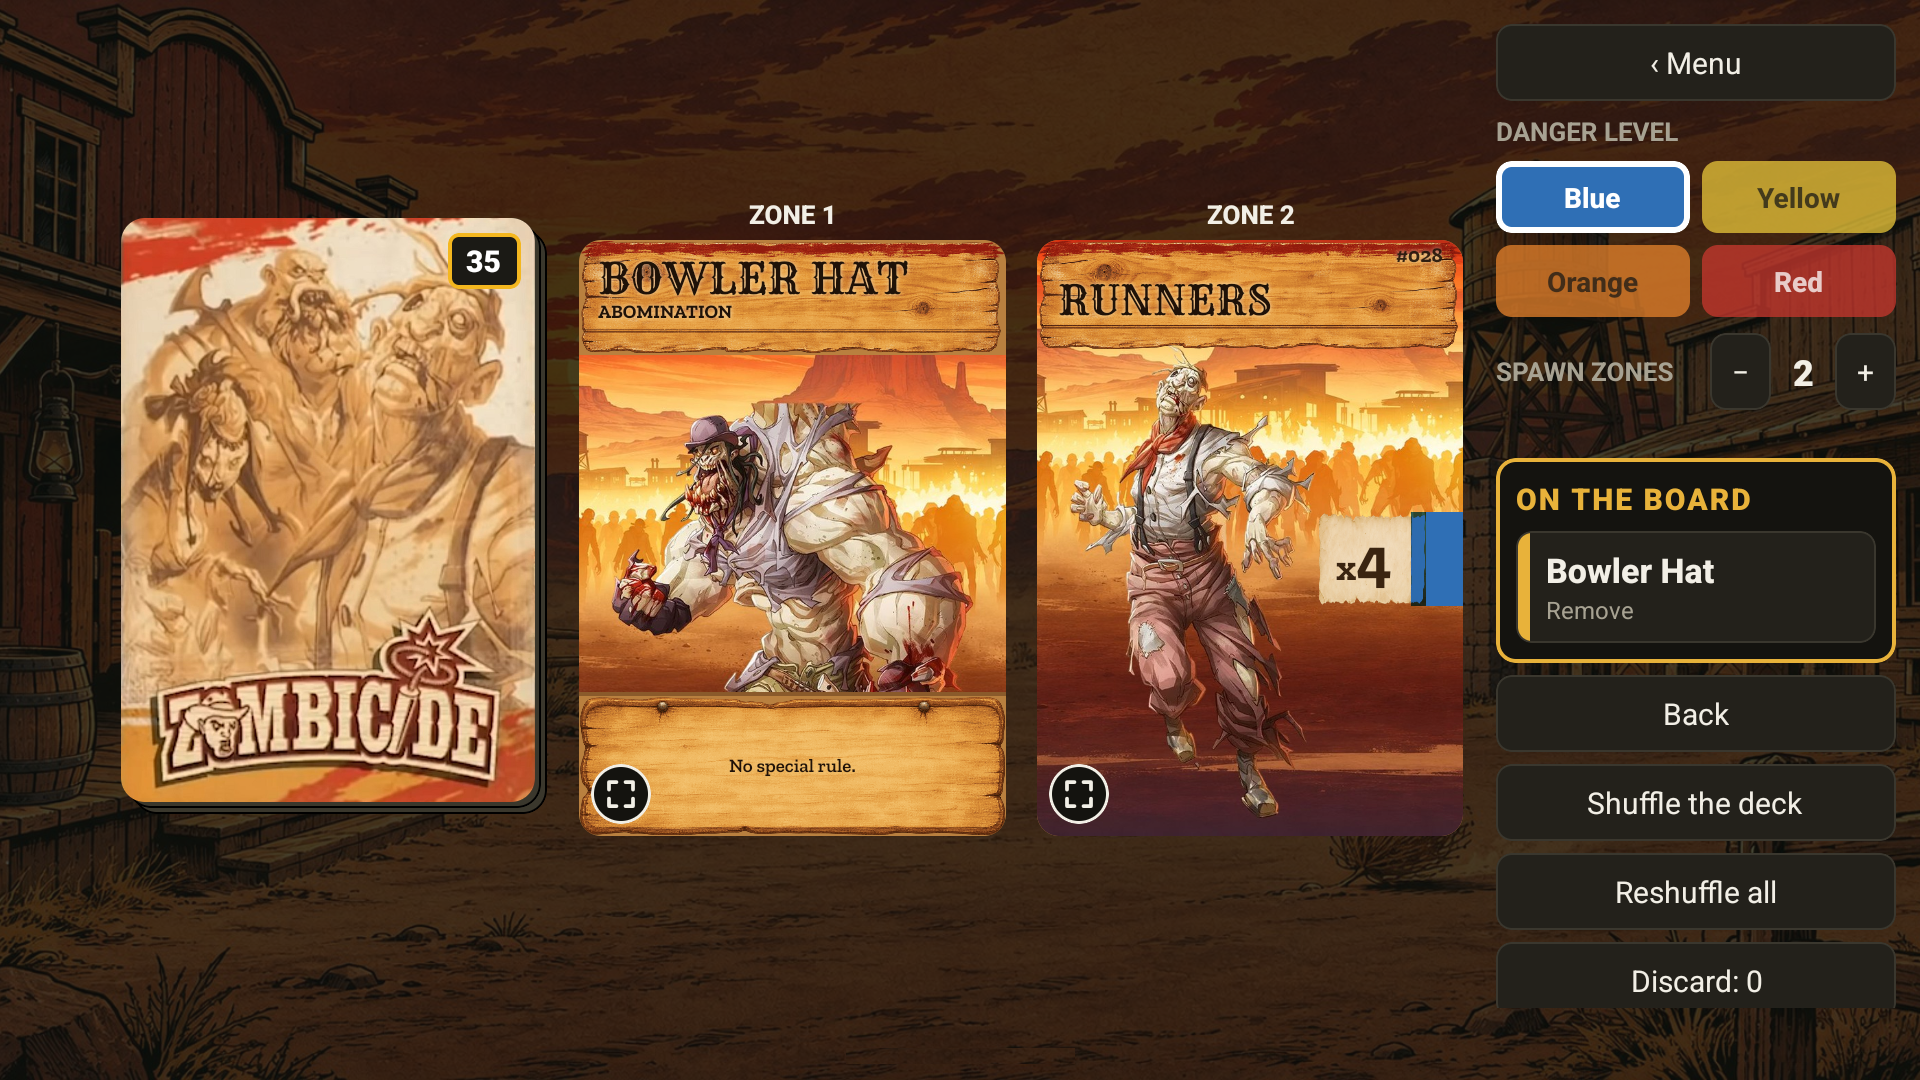 ‹ Menu
DANGER LEVEL
Blue
Yellow
Orange
Red
SPAWN ZONES
−
2
+
ON THE BOARD
Bowler Hat
Remove
Back
Shuffle the deck
Reshuffle all
Discard: 0
35
ZOMBICIDE
ZONE 1
BOWLER HAT
ABOMINATION
No special rule.
ZONE 2
#028
RUNNERS
x4